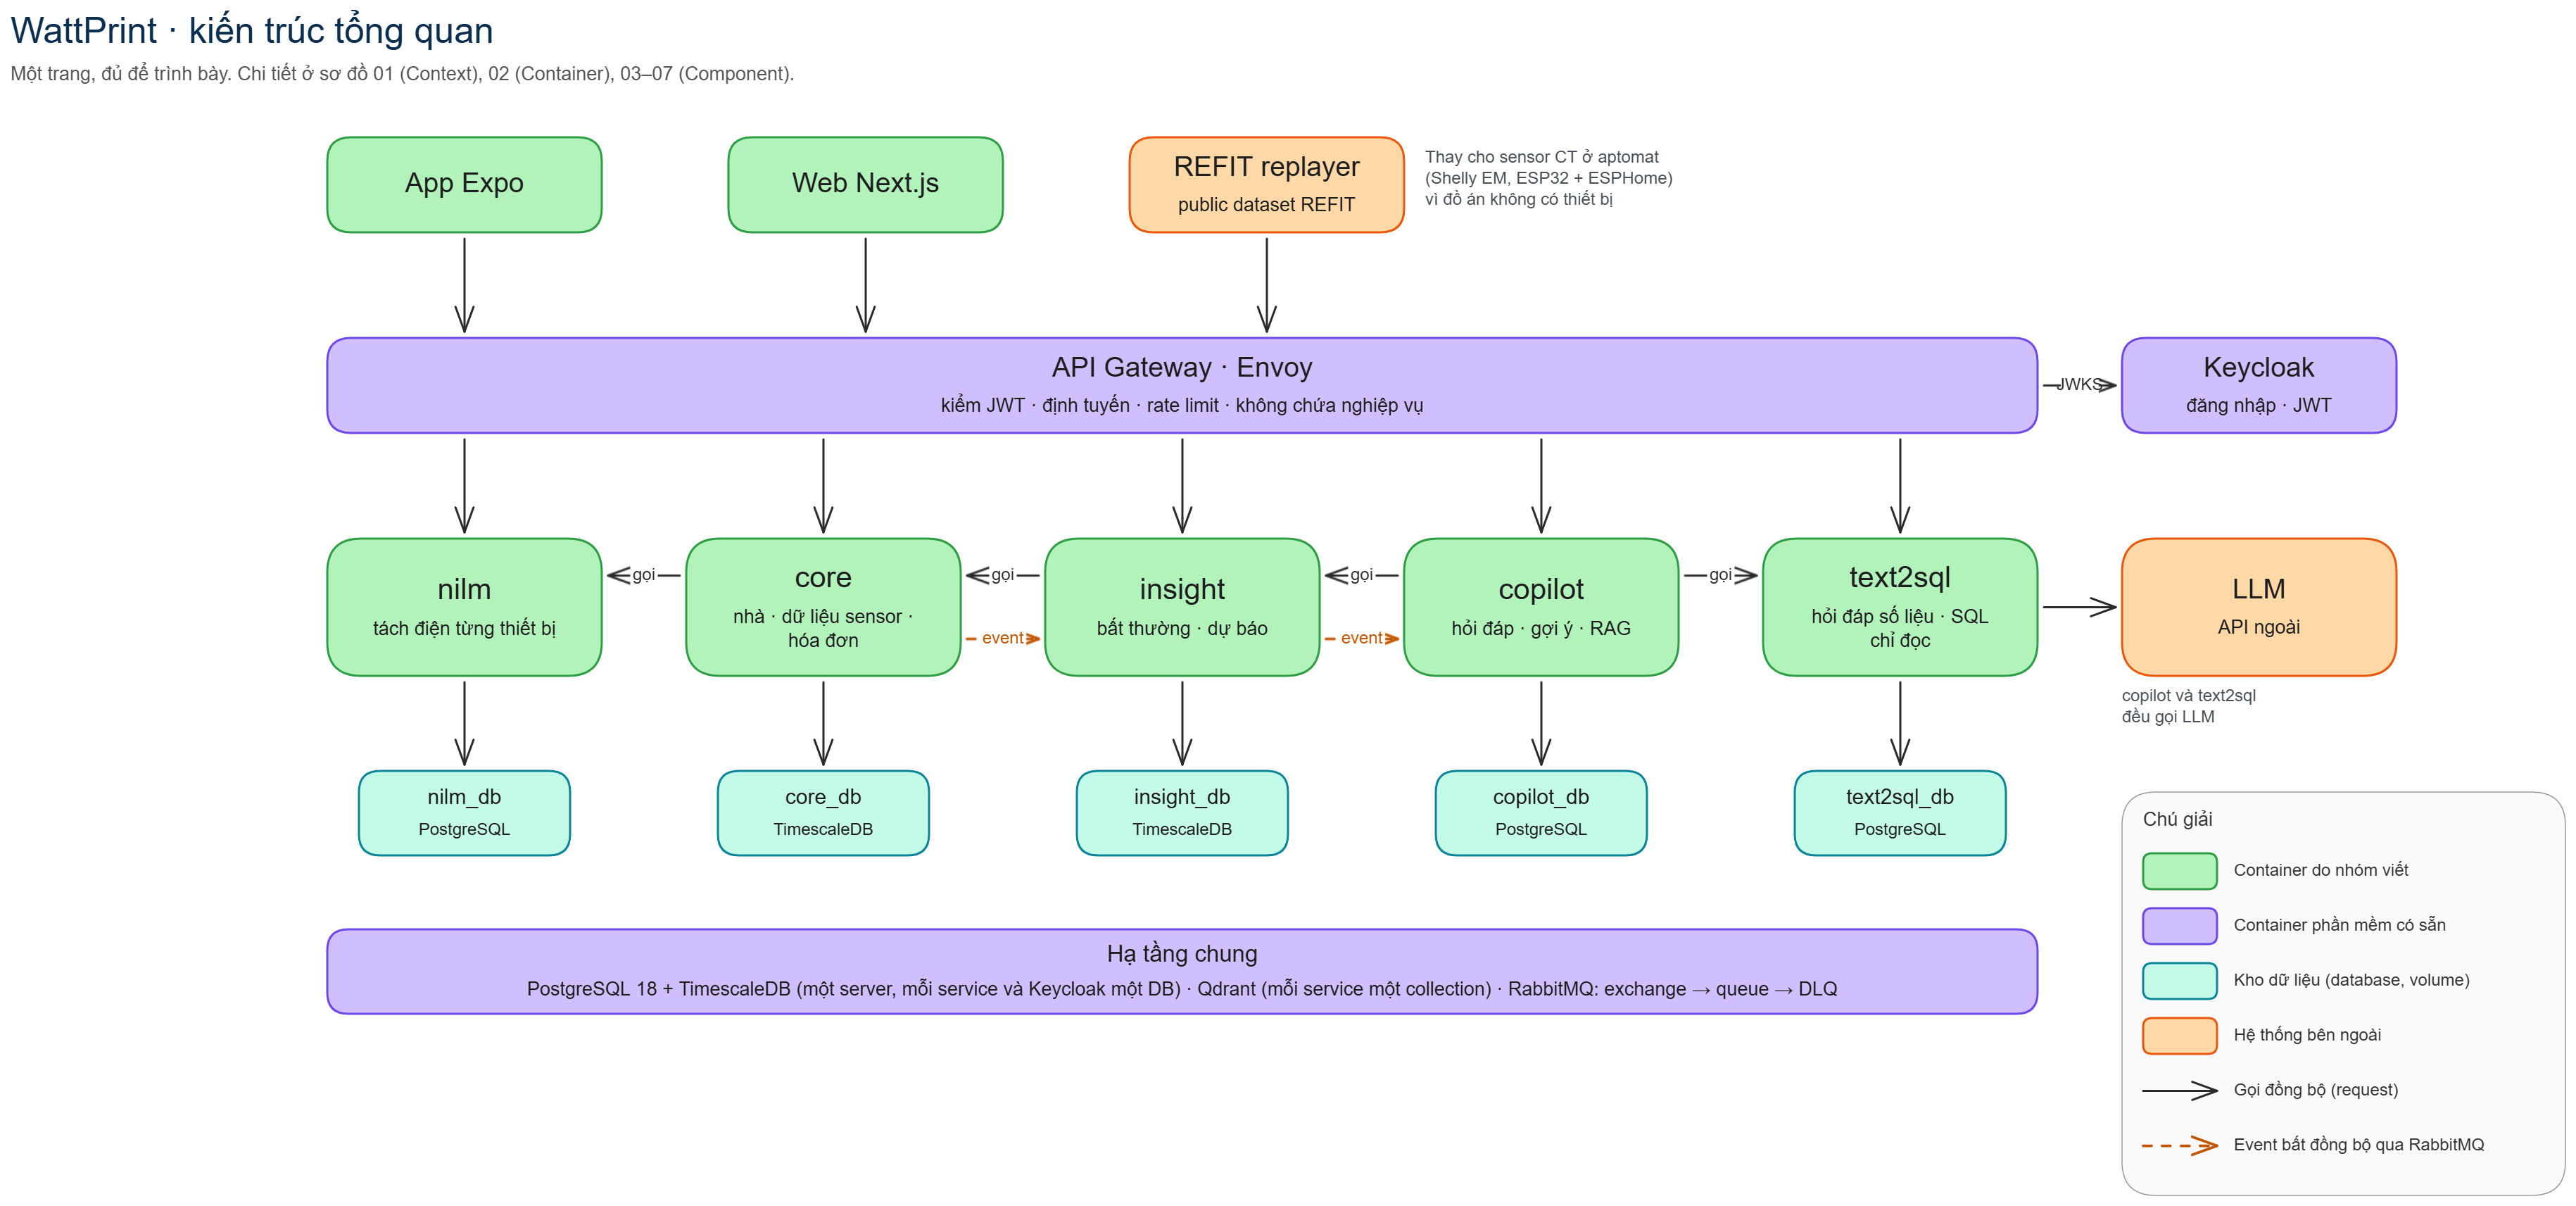 WattPrint · kiến trúc tổng quan
Một trang, đủ để trình bày. Chi tiết ở sơ đồ 01 (Context), 02 (Container), 03–07 (Component).
App Expo
Web Next.js
REFIT replayer
public dataset REFIT
Thay cho sensor CT ở aptomat
(Shelly EM, ESP32 + ESPHome)
vì đồ án không có thiết bị
API Gateway · Envoy
kiểm JWT · định tuyến · rate limit · không chứa nghiệp vụ
JWKS
Keycloak
đăng nhập · JWT
nilm
tách điện từng thiết bị
gọi
core
nhà · dữ liệu sensor ·
hóa đơn
gọi
event
insight
bất thường · dự báo
gọi
event
copilot
hỏi đáp · gợi ý · RAG
gọi
text2sql
hỏi đáp số liệu · SQL
chỉ đọc
LLM
API ngoài
copilot và text2sql
đều gọi LLM
nilm_db
PostgreSQL
core_db
TimescaleDB
insight_db
TimescaleDB
copilot_db
PostgreSQL
text2sql_db
PostgreSQL
Hạ tầng chung
PostgreSQL 18 + TimescaleDB (một server, mỗi service và Keycloak một DB) · Qdrant (mỗi service một collection) · RabbitMQ: exchange → queue → DLQ
Chú giải
Container do nhóm viết
Container phần mềm có sẵn
Kho dữ liệu (database, volume)
Hệ thống bên ngoài
Gọi đồng bộ (request)
Event bất đồng bộ qua RabbitMQ